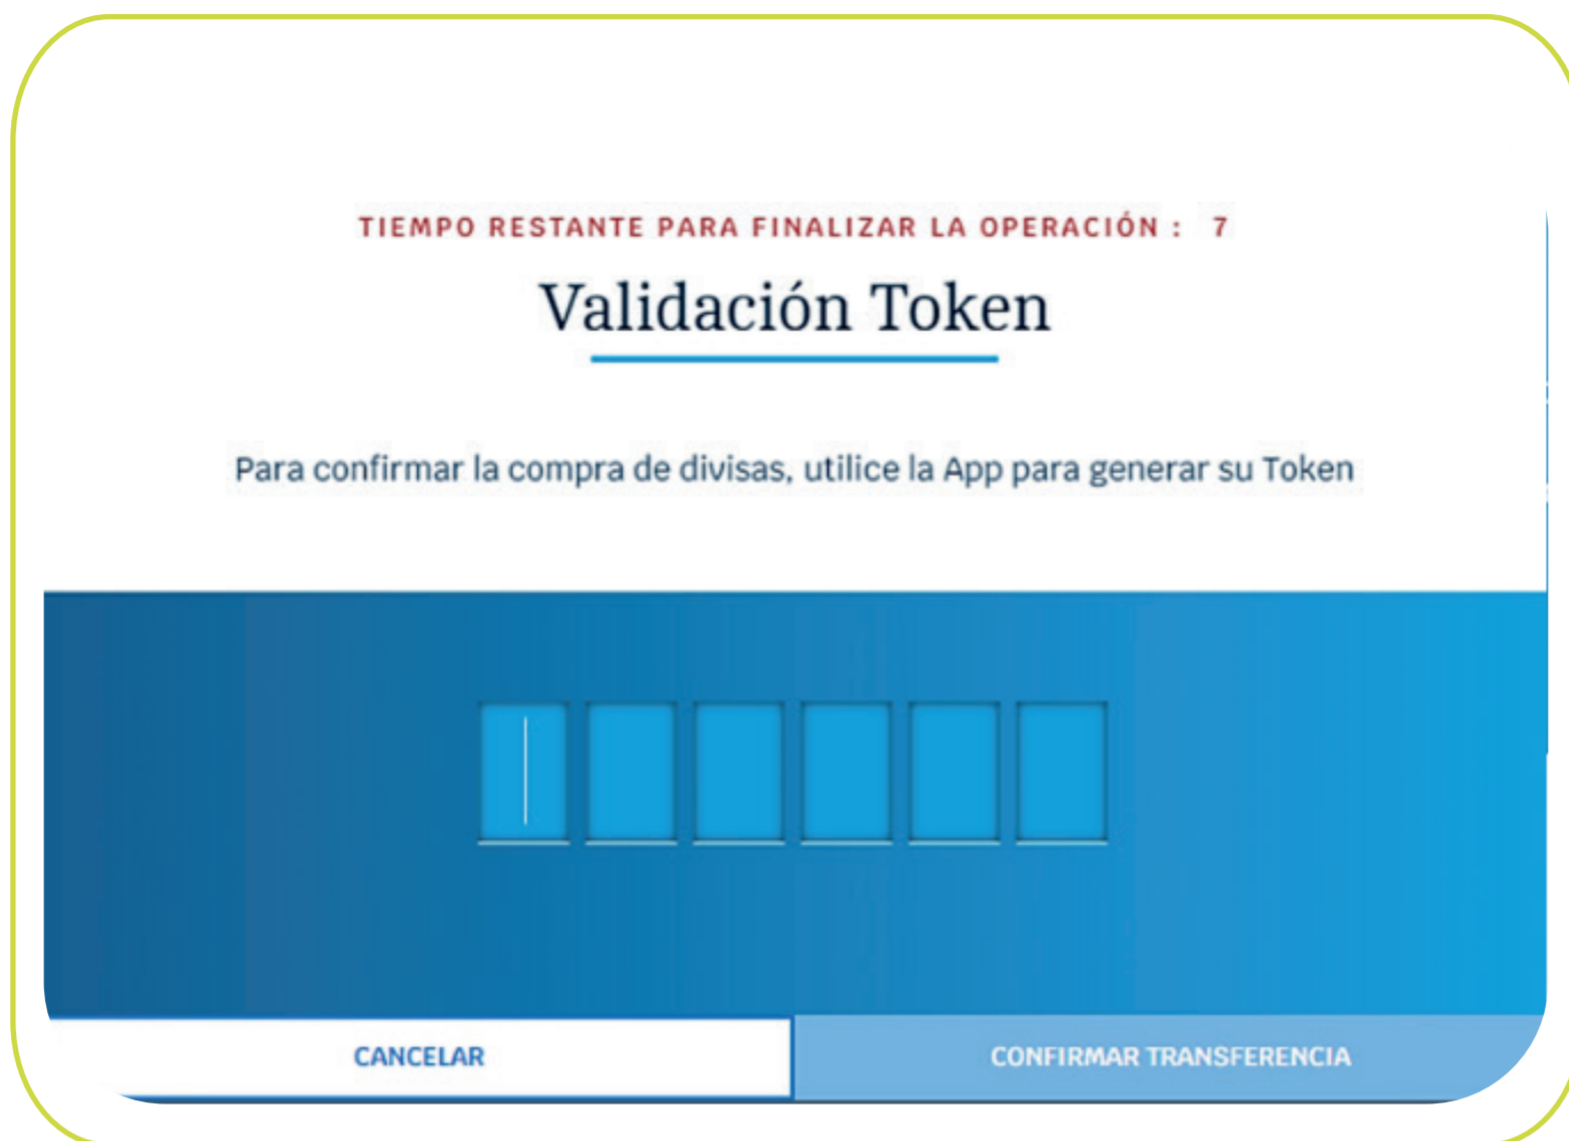 TIEMPO RESTANTE PARA FINALIZAR LA OPERACIÓN : 7
Validación Token
Para confirmar la compra de divisas, utilice la App para generar su Token
CANCELAR
CONFIRMAR TRANSFERENCIA